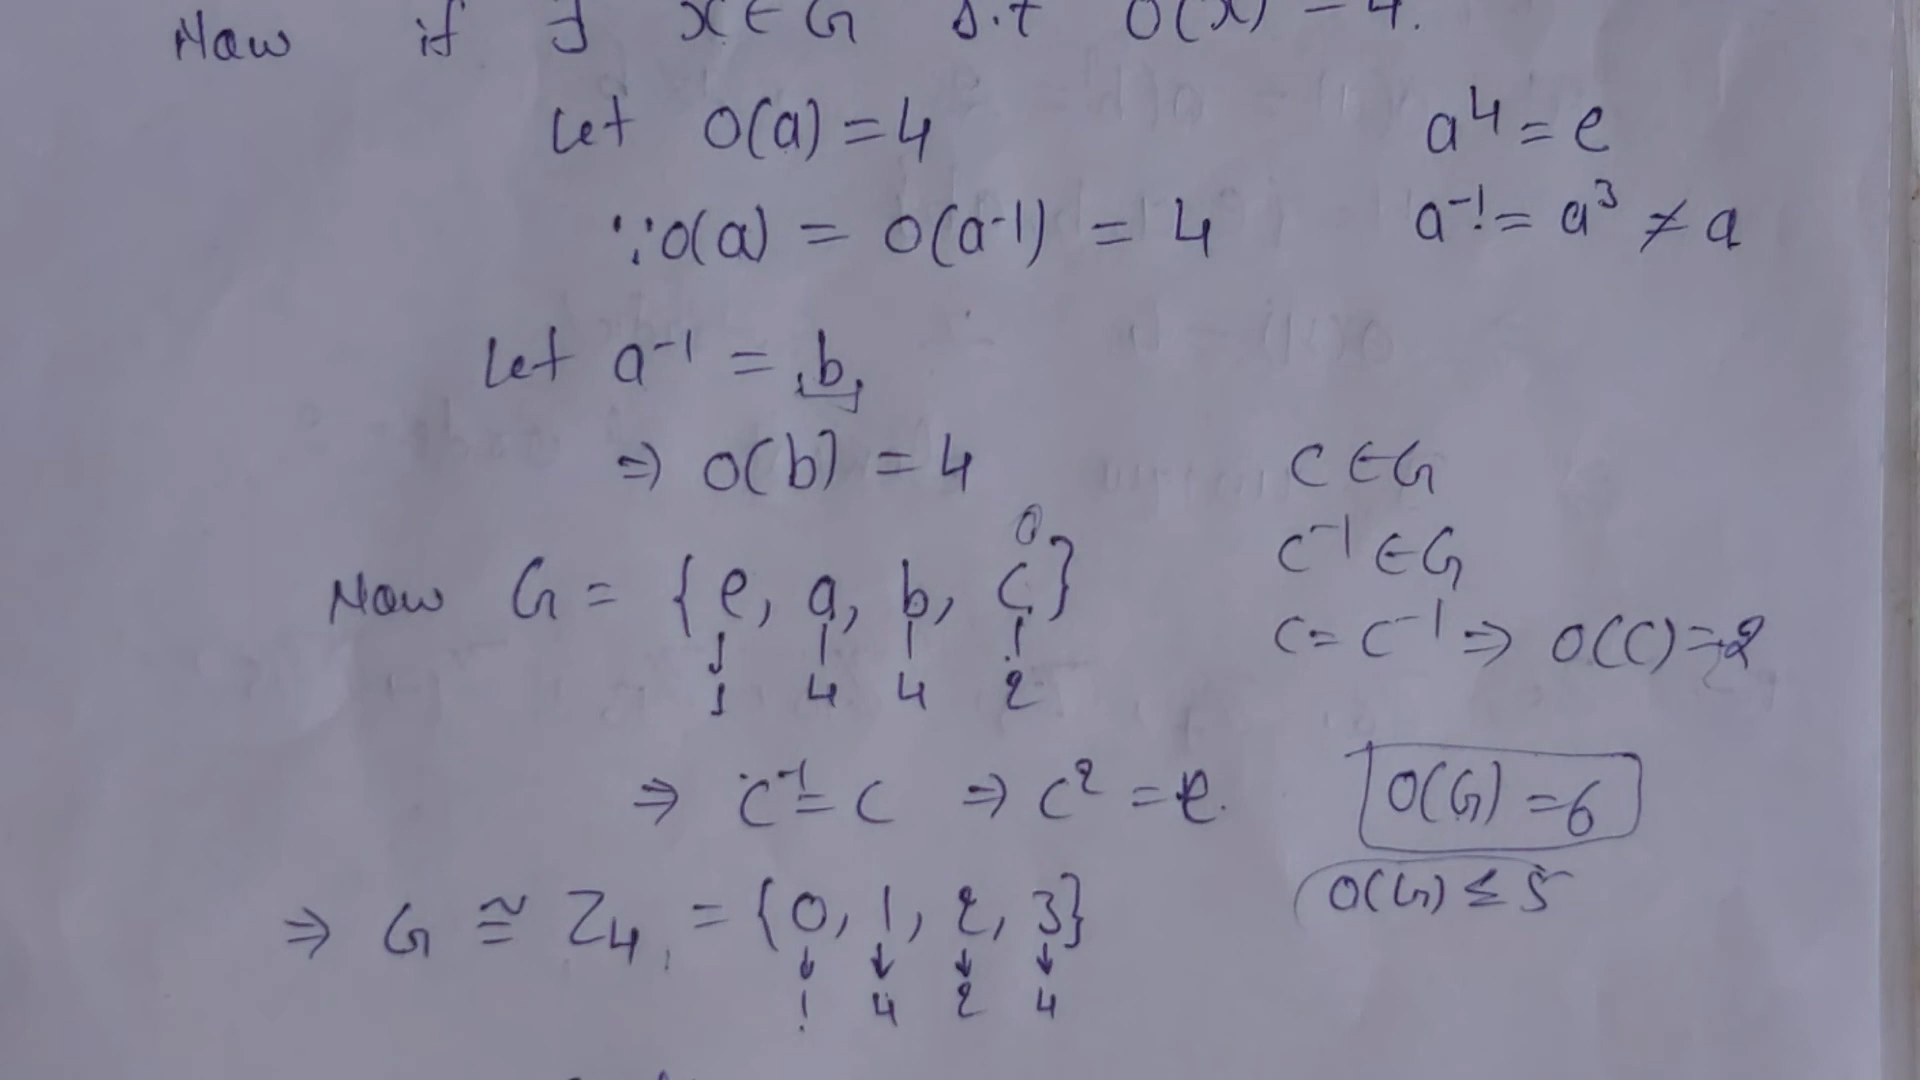 Now if ∃ x∈G s.t O(x) = 4.
Let O(a) = 4
a⁴ = e
∵ O(a) = O(a-1) = 4
a⁻¹ = a³ ≠ a
Let a⁻¹ = b
⇒ O(b) = 4
C ∈ G
C⁻¹ ∈ G
Now G = {e, a, b, c}
1 4 4 2
C = C⁻¹ ⇒ O(C) = 2
⇒ C⁻¹ = C ⇒ C² = e.
O(G) = 6
O(G) ≤ 5
⇒ G ≅ Z4 = {0, 1, 2, 3}
↓ ↓ ↓ ↓
1 4 2 4